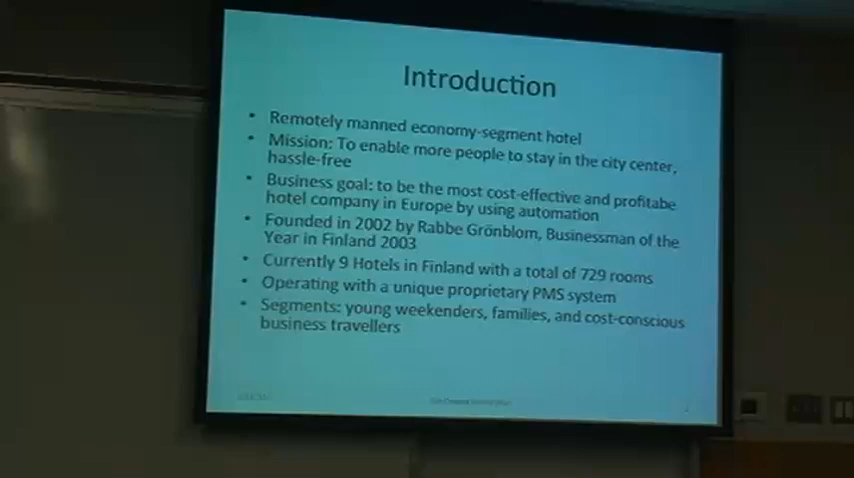 Introduction
• Remotely manned economy-segment hotel
• Mission: To enable more people to stay in the city center,
hassle-free
• Business goal: to be the most cost-effective and profitabe
hotel company in Europe by using automation
• Founded in 2002 by Rabbe Grönblom, Businessman of the
Year in Finland 2003
• Currently 9 Hotels in Finland with a total of 729 rooms
• Operating with a unique proprietary PMS system
• Segments: young weekenders, families, and cost-conscious
business travellers